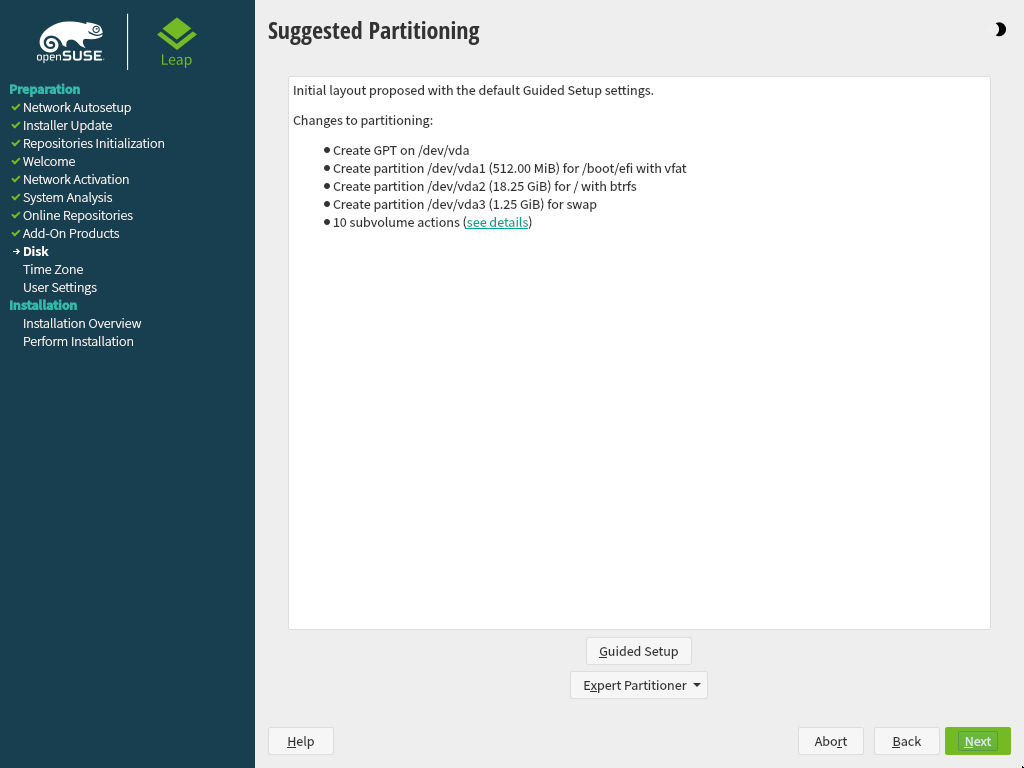 openSUSE
Leap
Preparation
Network Autosetup
Installer Update
Repositories Initialization
Welcome
Network Activation
System Analysis
Online Repositories
Add-On Products
Disk
Time Zone
User Settings
Installation
Installation Overview
Perform Installation
Suggested Partitioning
Initial layout proposed with the default Guided Setup settings.
Changes to partitioning:
Create GPT on /dev/vda
Create partition /dev/vda1 (512.00 MiB) for /boot/efi with vfat
Create partition /dev/vda2 (18.25 GiB) for / with btrfs
Create partition /dev/vda3 (1.25 GiB) for swap
10 subvolume actions (see details)
Guided Setup
Expert Partitioner
Help
Abort
Back
Next